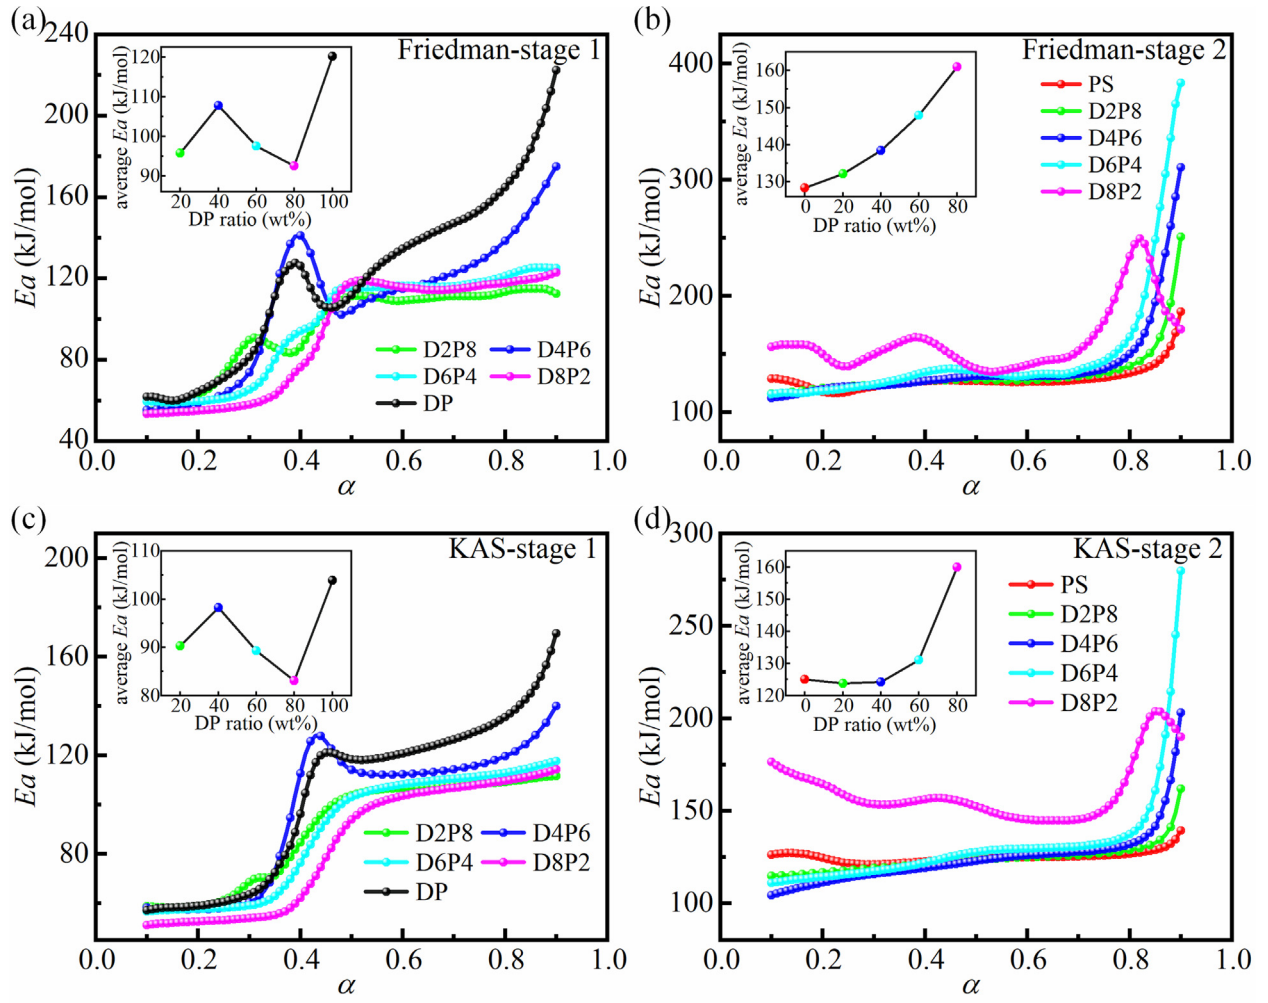 (a)
Friedman-stage 1
240
200
160
120
80
40
0.0 0.2 0.4 0.6 0.8 1.0
Ea (kJ/mol)
α
average Ea (kJ/mol)
120
110
100
90
20 40 60 80 100
DP ratio (wt%)
D2P8 D4P6
D6P4 D8P2
DP
(b)
Friedman-stage 2
400
300
200
100
0.0 0.2 0.4 0.6 0.8 1.0
Ea (kJ/mol)
α
average Ea (kJ/mol)
160
150
140
130
0 20 40 60 80
DP ratio (wt%)
PS
D2P8
D4P6
D6P4
D8P2
(c)
KAS-stage 1
200
160
120
80
0.0 0.2 0.4 0.6 0.8 1.0
Ea (kJ/mol)
α
average Ea (kJ/mol)
110
100
90
80
20 40 60 80 100
DP ratio (wt%)
D2P8 D4P6
D6P4 D8P2
DP
(d)
KAS-stage 2
300
250
200
150
100
0.0 0.2 0.4 0.6 0.8 1.0
Ea (kJ/mol)
α
average Ea (kJ/mol)
160
155
150
145
140
135
130
125
120
0 20 40 60 80
DP ratio (wt%)
PS
D2P8
D4P6
D6P4
D8P2